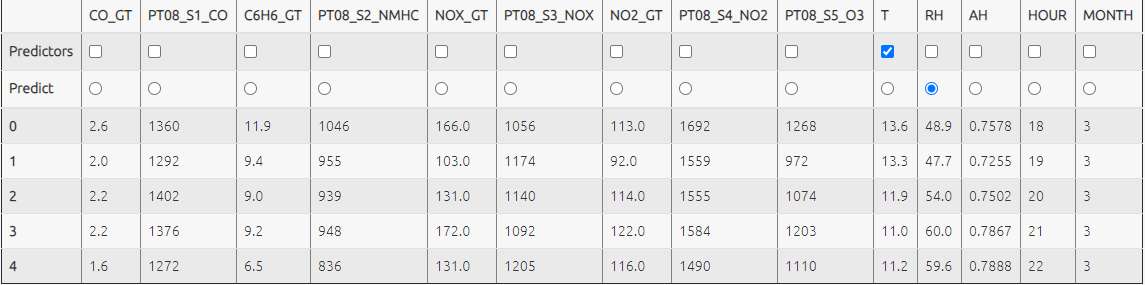 CO_GT PT08_S1_CO C6H6_GT PT08_S2_NMHC NOX_GT PT08_S3_NOX NO2_GT PT08_S4_NO2 PT08_S5_O3 T RH AH HOUR MONTH
Predictors
Predict
0 2.6 1360 11.9 1046 166.0 1056 113.0 1692 1268 13.6 48.9 0.7578 18 3
1 2.0 1292 9.4 955 103.0 1174 92.0 1559 972 13.3 47.7 0.7255 19 3
2 2.2 1402 9.0 939 131.0 1140 114.0 1555 1074 11.9 54.0 0.7502 20 3
3 2.2 1376 9.2 948 172.0 1092 122.0 1584 1203 11.0 60.0 0.7867 21 3
4 1.6 1272 6.5 836 131.0 1205 116.0 1490 1110 11.2 59.6 0.7888 22 3